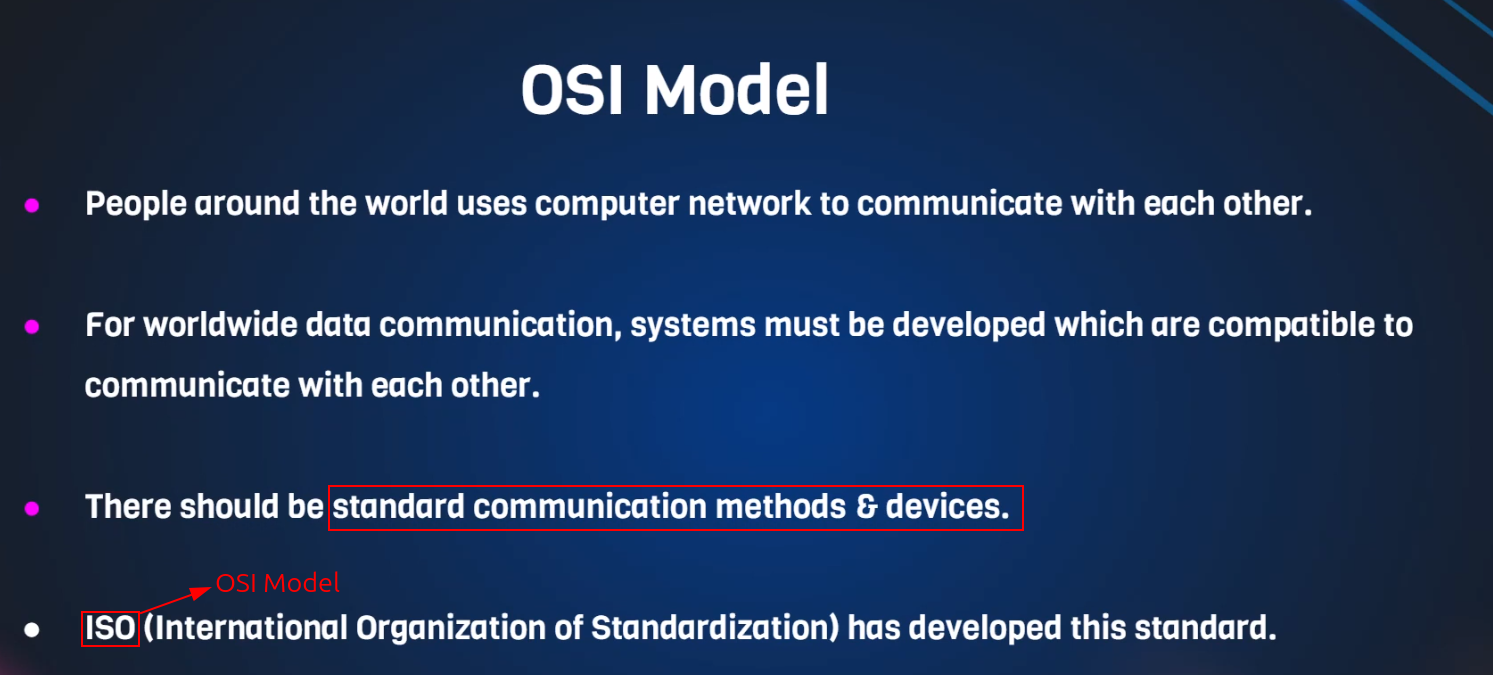 OSI Model
People around the world uses computer network to communicate with each other.
For worldwide data communication, systems must be developed which are compatible to
communicate with each other.
There should be standard communication methods & devices.
OSI Model
ISO (International Organization of Standardization) has developed this standard.